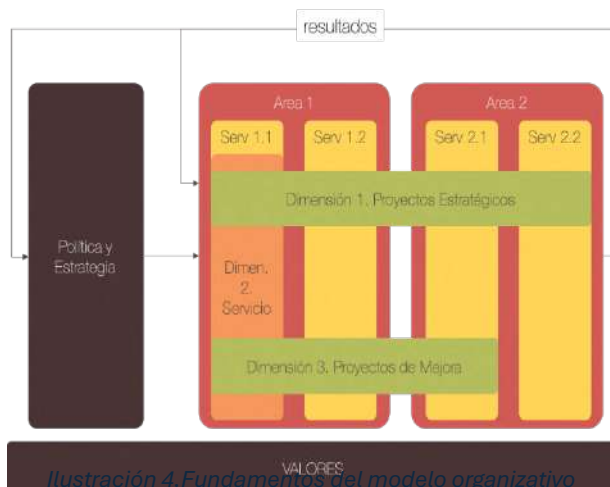 resultados
Area 1
Area 2
Serv 1.1
Serv 1.2
Serv 2.1
Serv 2.2
Dimensión 1. Proyectos Estratégicos
Política y
Estrategia
Dimen.
2.
Servicio
Dimensión 3. Proyectos de Mejora
VALORES
Ilustración 4.Fundamentos del modelo organizativo